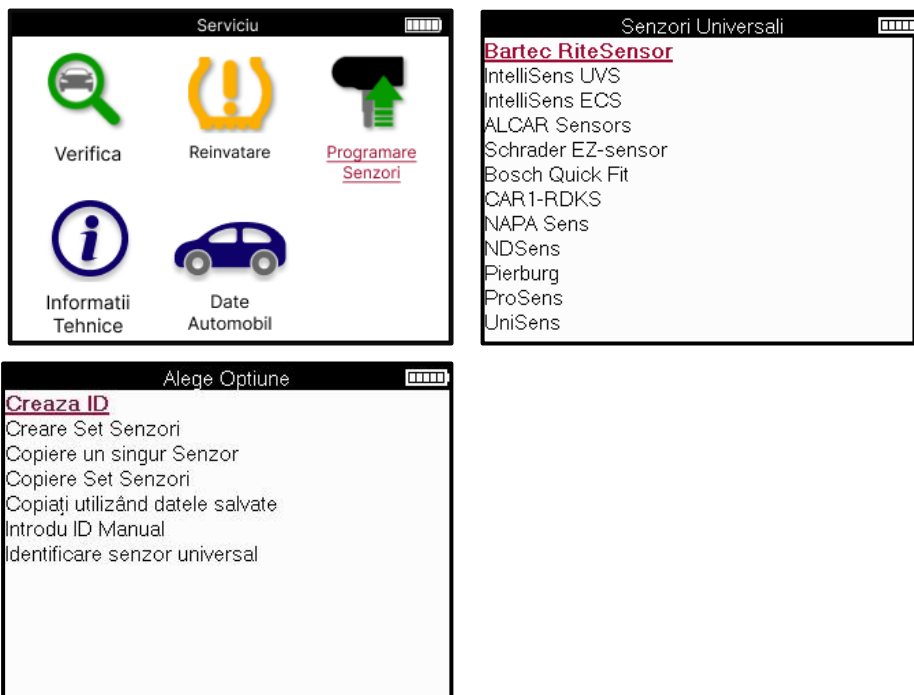 Serviciu
Verifica
Reinvatare
Programare
Senzori
Informatii
Tehnice
Date
Automobil
Senzori Universali
Bartec RiteSensor
IntelliSens UVS
IntelliSens ECS
ALCAR Sensors
Schrader EZ-sensor
Bosch Quick Fit
CAR1-RDKS
NAPA Sens
NDSens
Pierburg
ProSens
UniSens
Alege Optiune
Creaza ID
Creare Set Senzori
Copiere un singur Senzor
Copiere Set Senzori
Copiați utilizând datele salvate
Introdu ID Manual
Identificare senzor universal